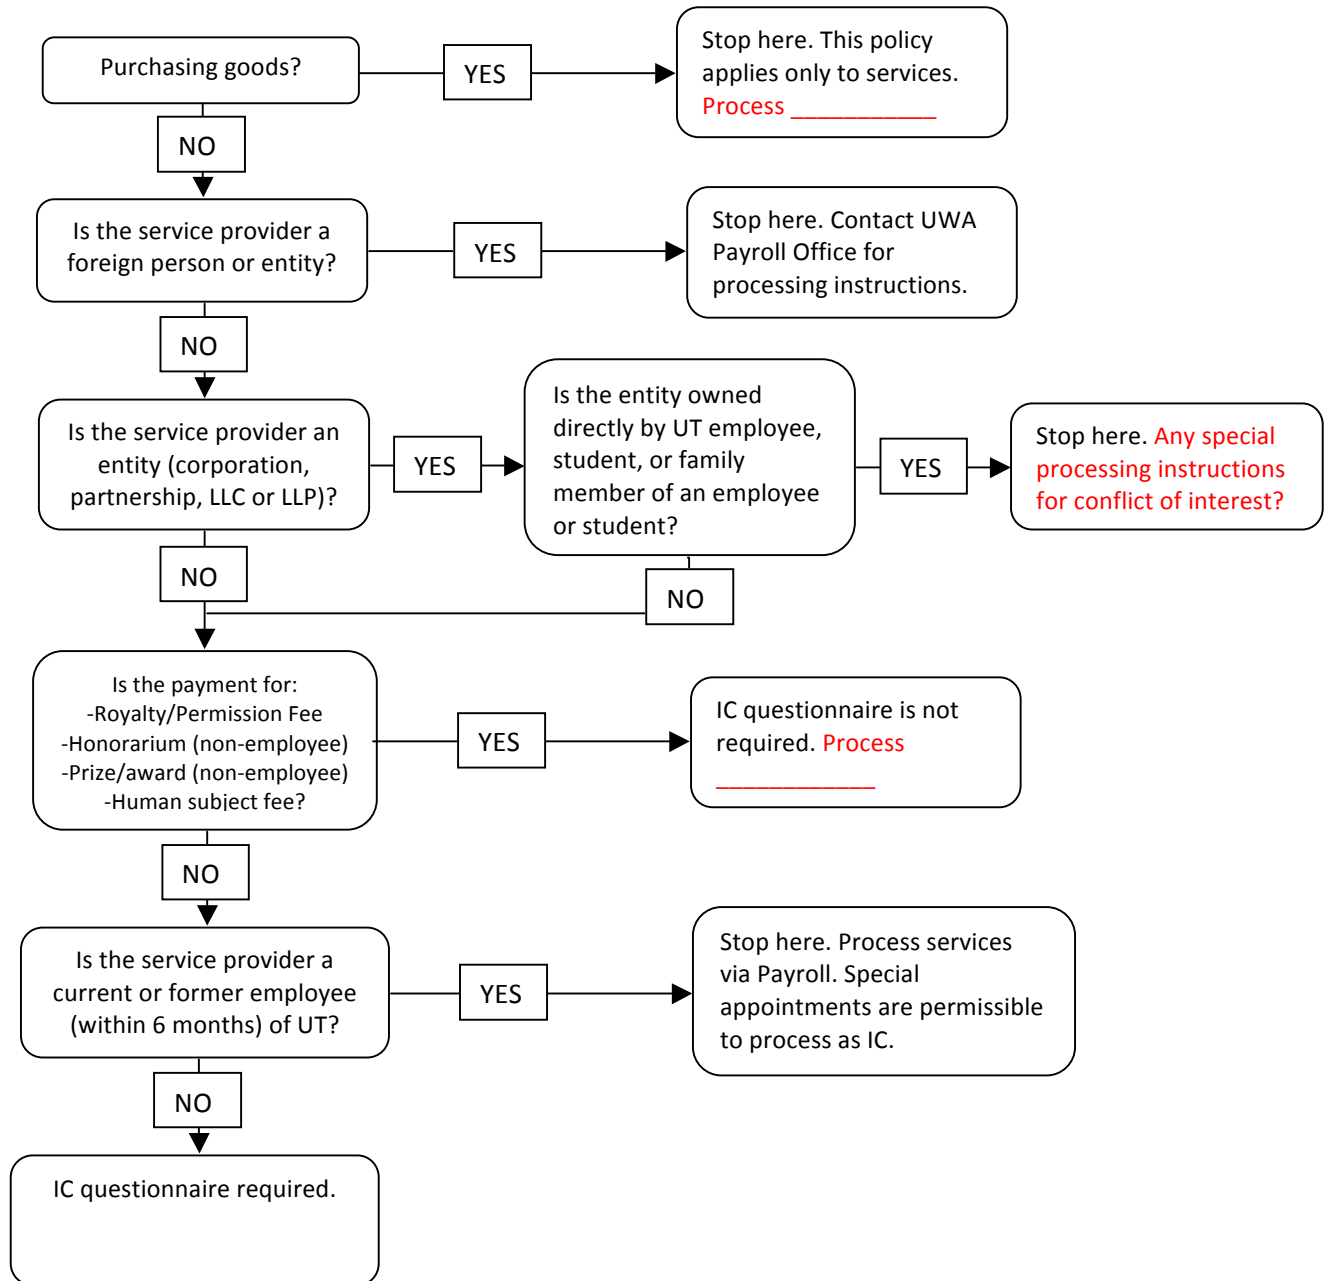 Purchasing goods?
YES
Stop here. This policy
applies only to services.
Process ___________
NO
Is the service provider a
foreign person or entity?
YES
Stop here. Contact UWA
Payroll Office for
processing instructions.
NO
Is the service provider an
entity (corporation,
partnership, LLC or LLP)?
YES
Is the entity owned
directly by UT employee,
student, or family
member of an employee
or student?
YES
Stop here. Any special
processing instructions
for conflict of interest?
NO
NO
Is the payment for:
-Royalty/Permission Fee
-Honorarium (non-employee)
-Prize/award (non-employee)
-Human subject fee?
YES
IC questionnaire is not
required. Process
____________
NO
Is the service provider a
current or former employee
(within 6 months) of UT?
YES
Stop here. Process services
via Payroll. Special
appointments are permissible
to process as IC.
NO
IC questionnaire required.